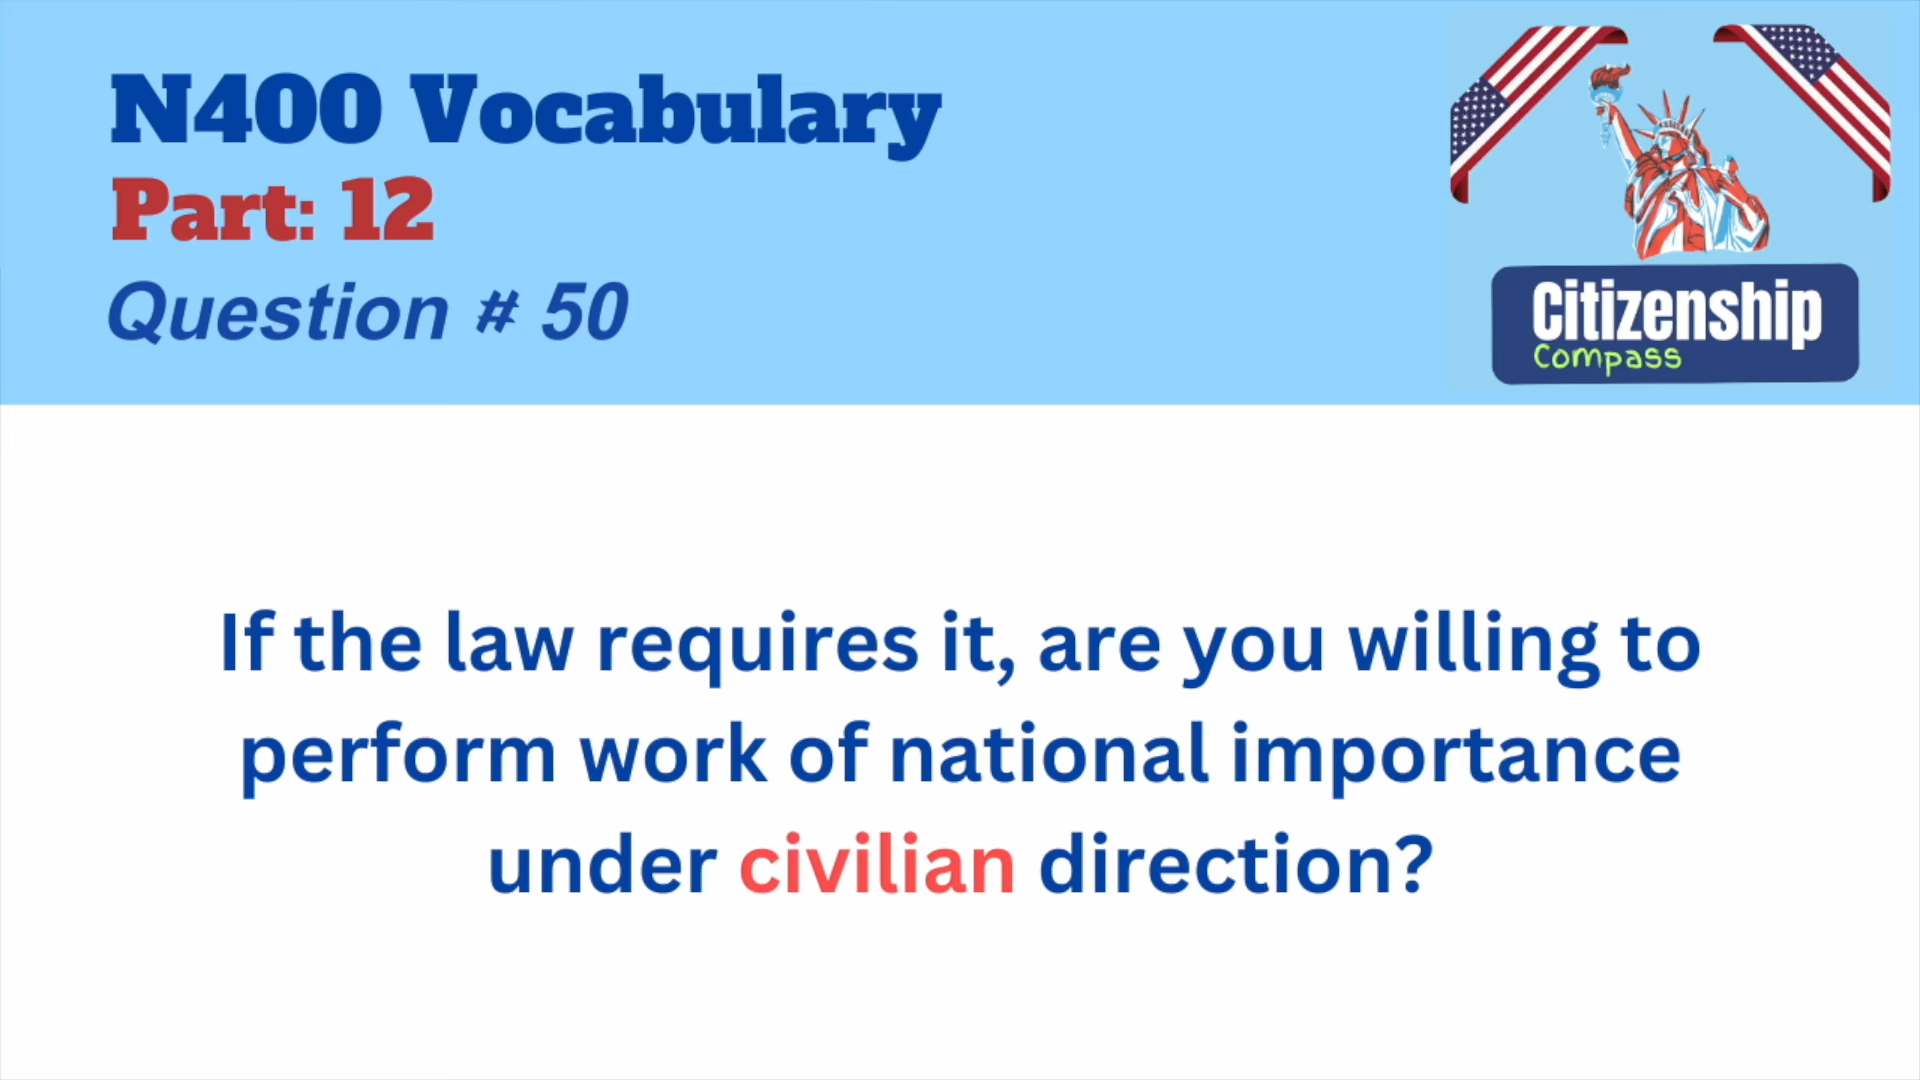 N400 Vocabulary
Part: 12
Question # 50
Citizenship
Compass
If the law requires it, are you willing to
perform work of national importance
under civilian direction?